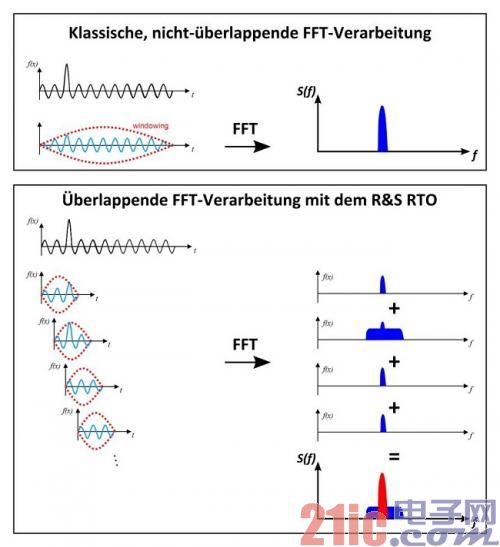 Klassische, nicht-überlappende FFT-Verarbeitung
f(x)
t
S(f)
f(x)
windowing
FFT
t
f
Überlappende FFT-Verarbeitung mit dem R&S RTO
f(x)
t
f(x)
t
f(x)
f
+
f(x)
t
FFT
f(x)
f
+
f(x)
t
f(x)
f
+
f(x)
t
f(x)
f
=
S(f)
f
21ic电子网
.com